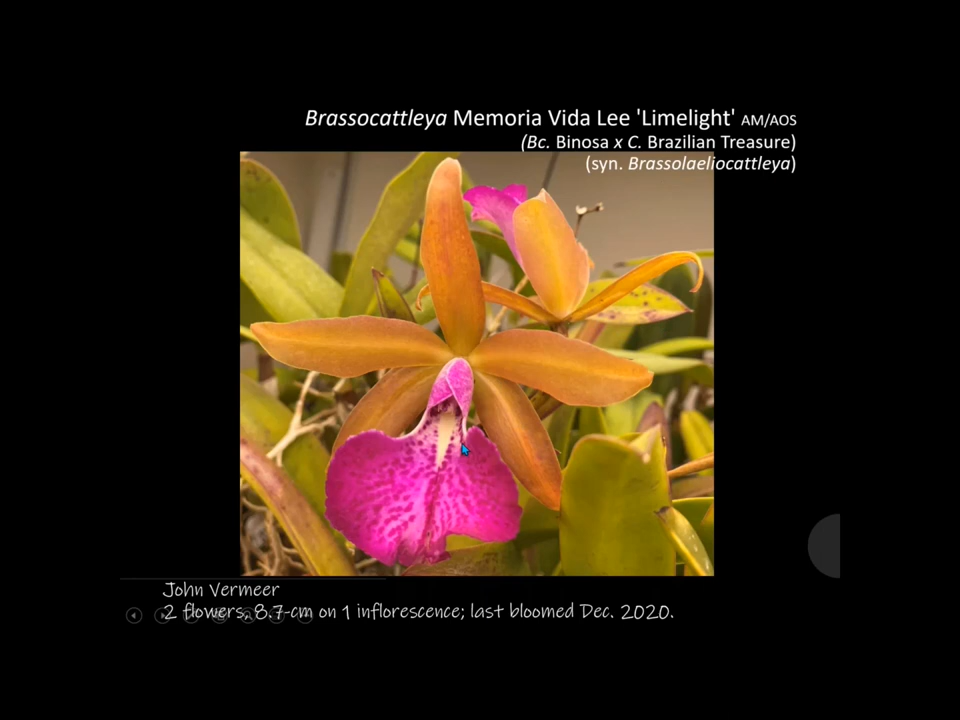 Brassocattleya Memoria Vida Lee 'Limelight' AM/AOS
(Bc. Binosa x C. Brazilian Treasure)
(syn. Brassolaeliocattleya)
John Vermeer
2 flowers, 8.7-cm on 1 inflorescence; last bloomed Dec. 2020.